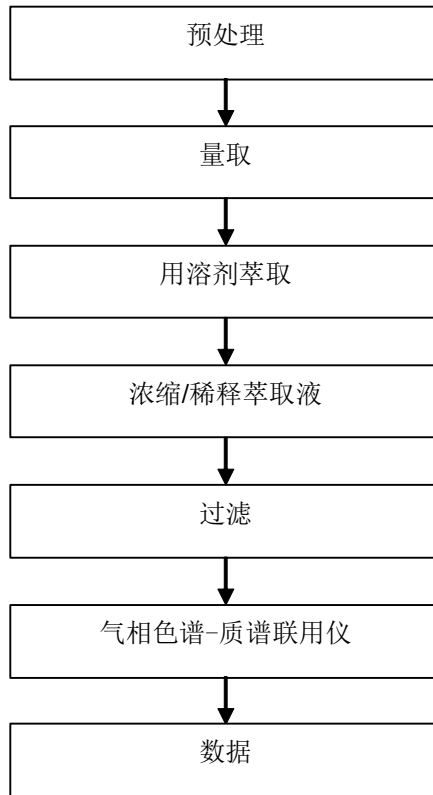 预处理
量取
用溶剂萃取
浓缩/稀释萃取液
过滤
气相色谱-质谱联用仪
数据